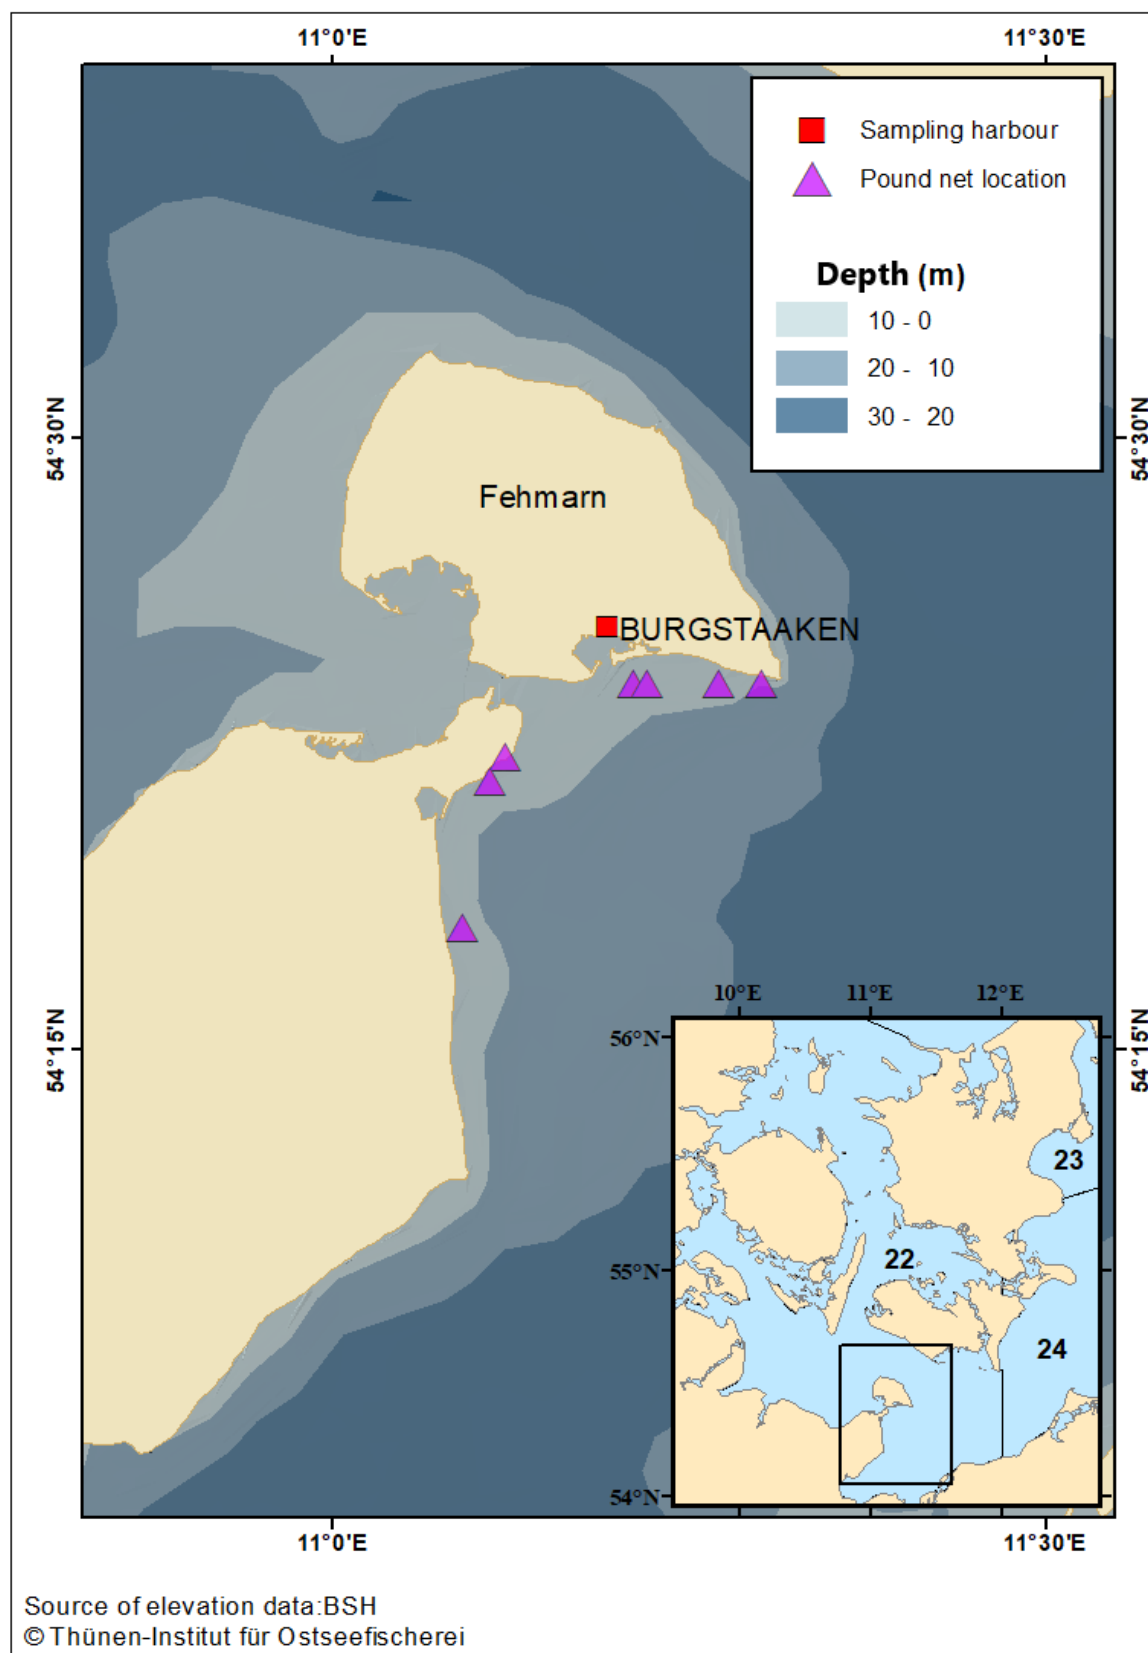 11°0'E 11°30'E
Sampling harbour
Pound net location
Depth (m)
10 - 0
20 - 10
30 - 20
54°30'N 54°30'N
Fehmarn
BURGSTAAKEN
10°E 11°E 12°E
56°N
54°15'N 54°15'N
23
55°N
22
24
54°N
11°0'E 11°30'E
Source of elevation data:BSH
© Thünen-Institut für Ostseefischerei